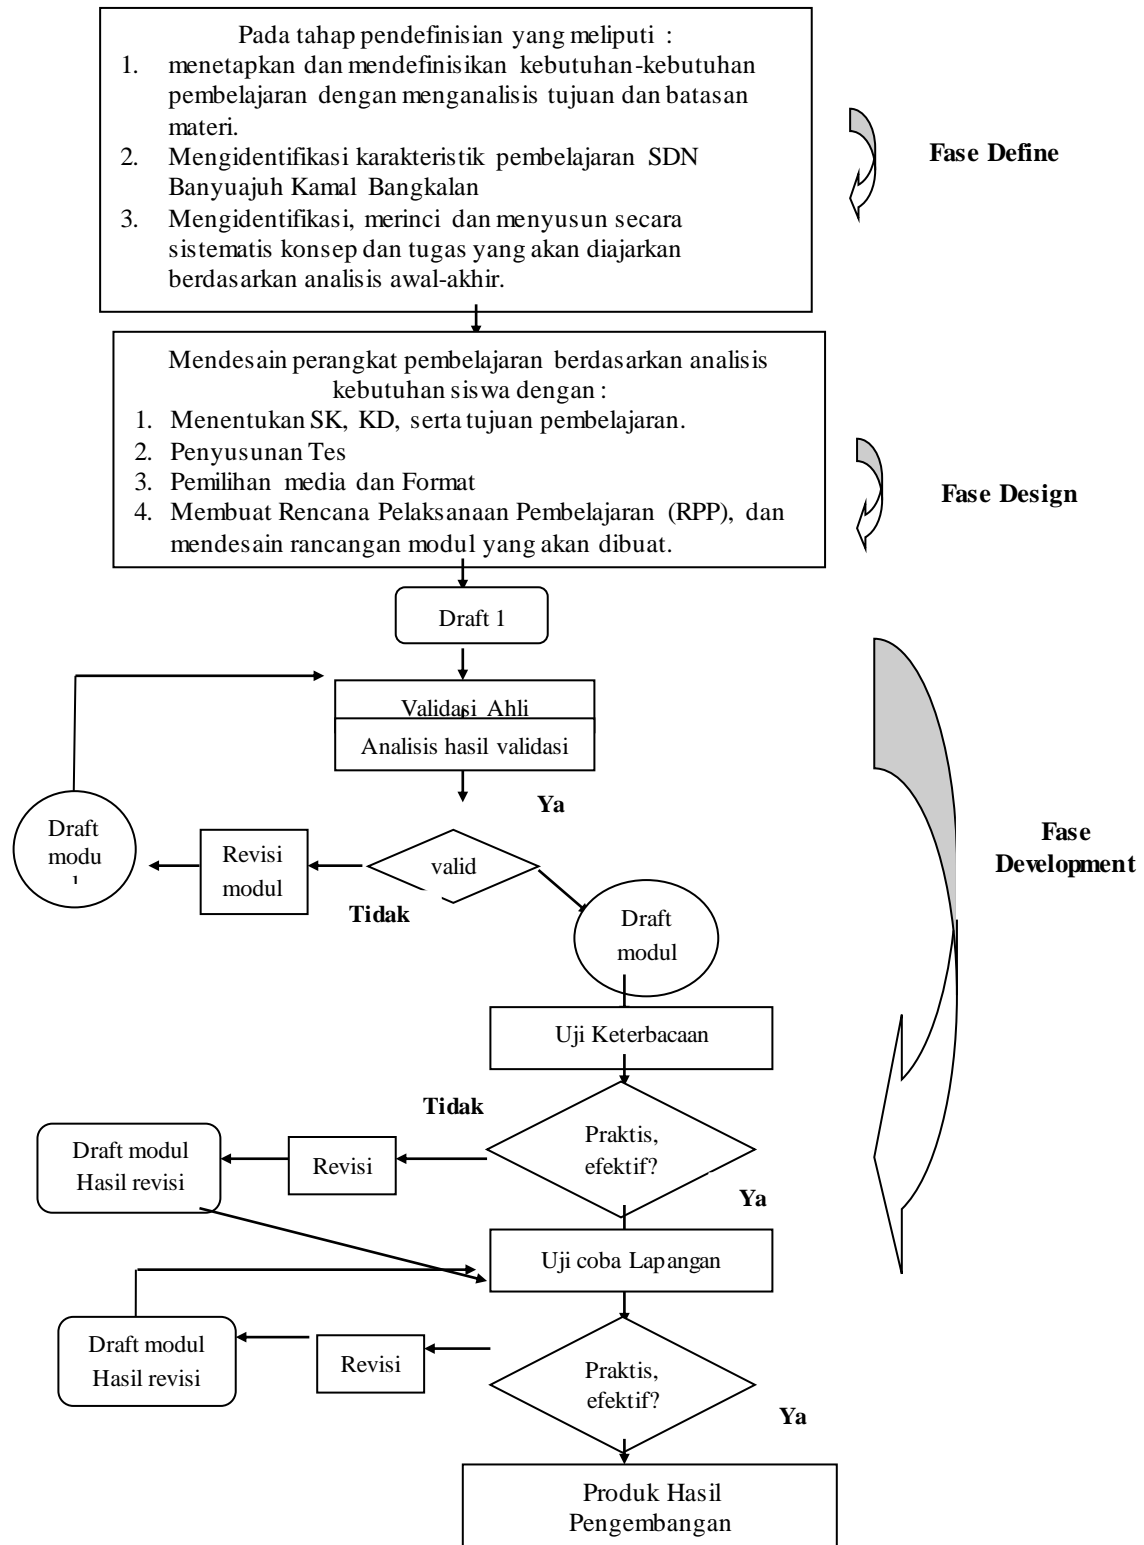 Pada tahap pendefinisian yang meliputi :
1. menetapkan dan mendefinisikan kebutuhan-kebutuhan
pembelajaran dengan menganalisis tujuan dan batasan
materi.
2. Mengidentifikasi karakteristik pembelajaran SDN
Banyuajuh Kamal Bangkalan
3. Mengidentifikasi, merinci dan menyusun secara
sistematis konsep dan tugas yang akan diajarkan
berdasarkan analisis awal-akhir.
Fase Define
Mendesain perangkat pembelajaran berdasarkan analisis
kebutuhan siswa dengan :
1. Menentukan SK, KD, serta tujuan pembelajaran.
2. Penyusunan Tes
3. Pemilihan media dan Format
4. Membuat Rencana Pelaksanaan Pembelajaran (RPP), dan
mendesain rancangan modul yang akan dibuat.
Fase Design
Draft 1
Validasi Ahli
Analisis hasil validasi
Ya
Draft
modu
l
Revisi
modul
valid
Tidak
Draft
modul
Fase
Development
Uji Keterbacaan
Tidak
Praktis,
efektif?
Revisi
Draft modul
Hasil revisi
Ya
Uji coba Lapangan
Draft modul
Hasil revisi
Revisi
Praktis,
efektif?
Ya
Produk Hasil
Pengembangan